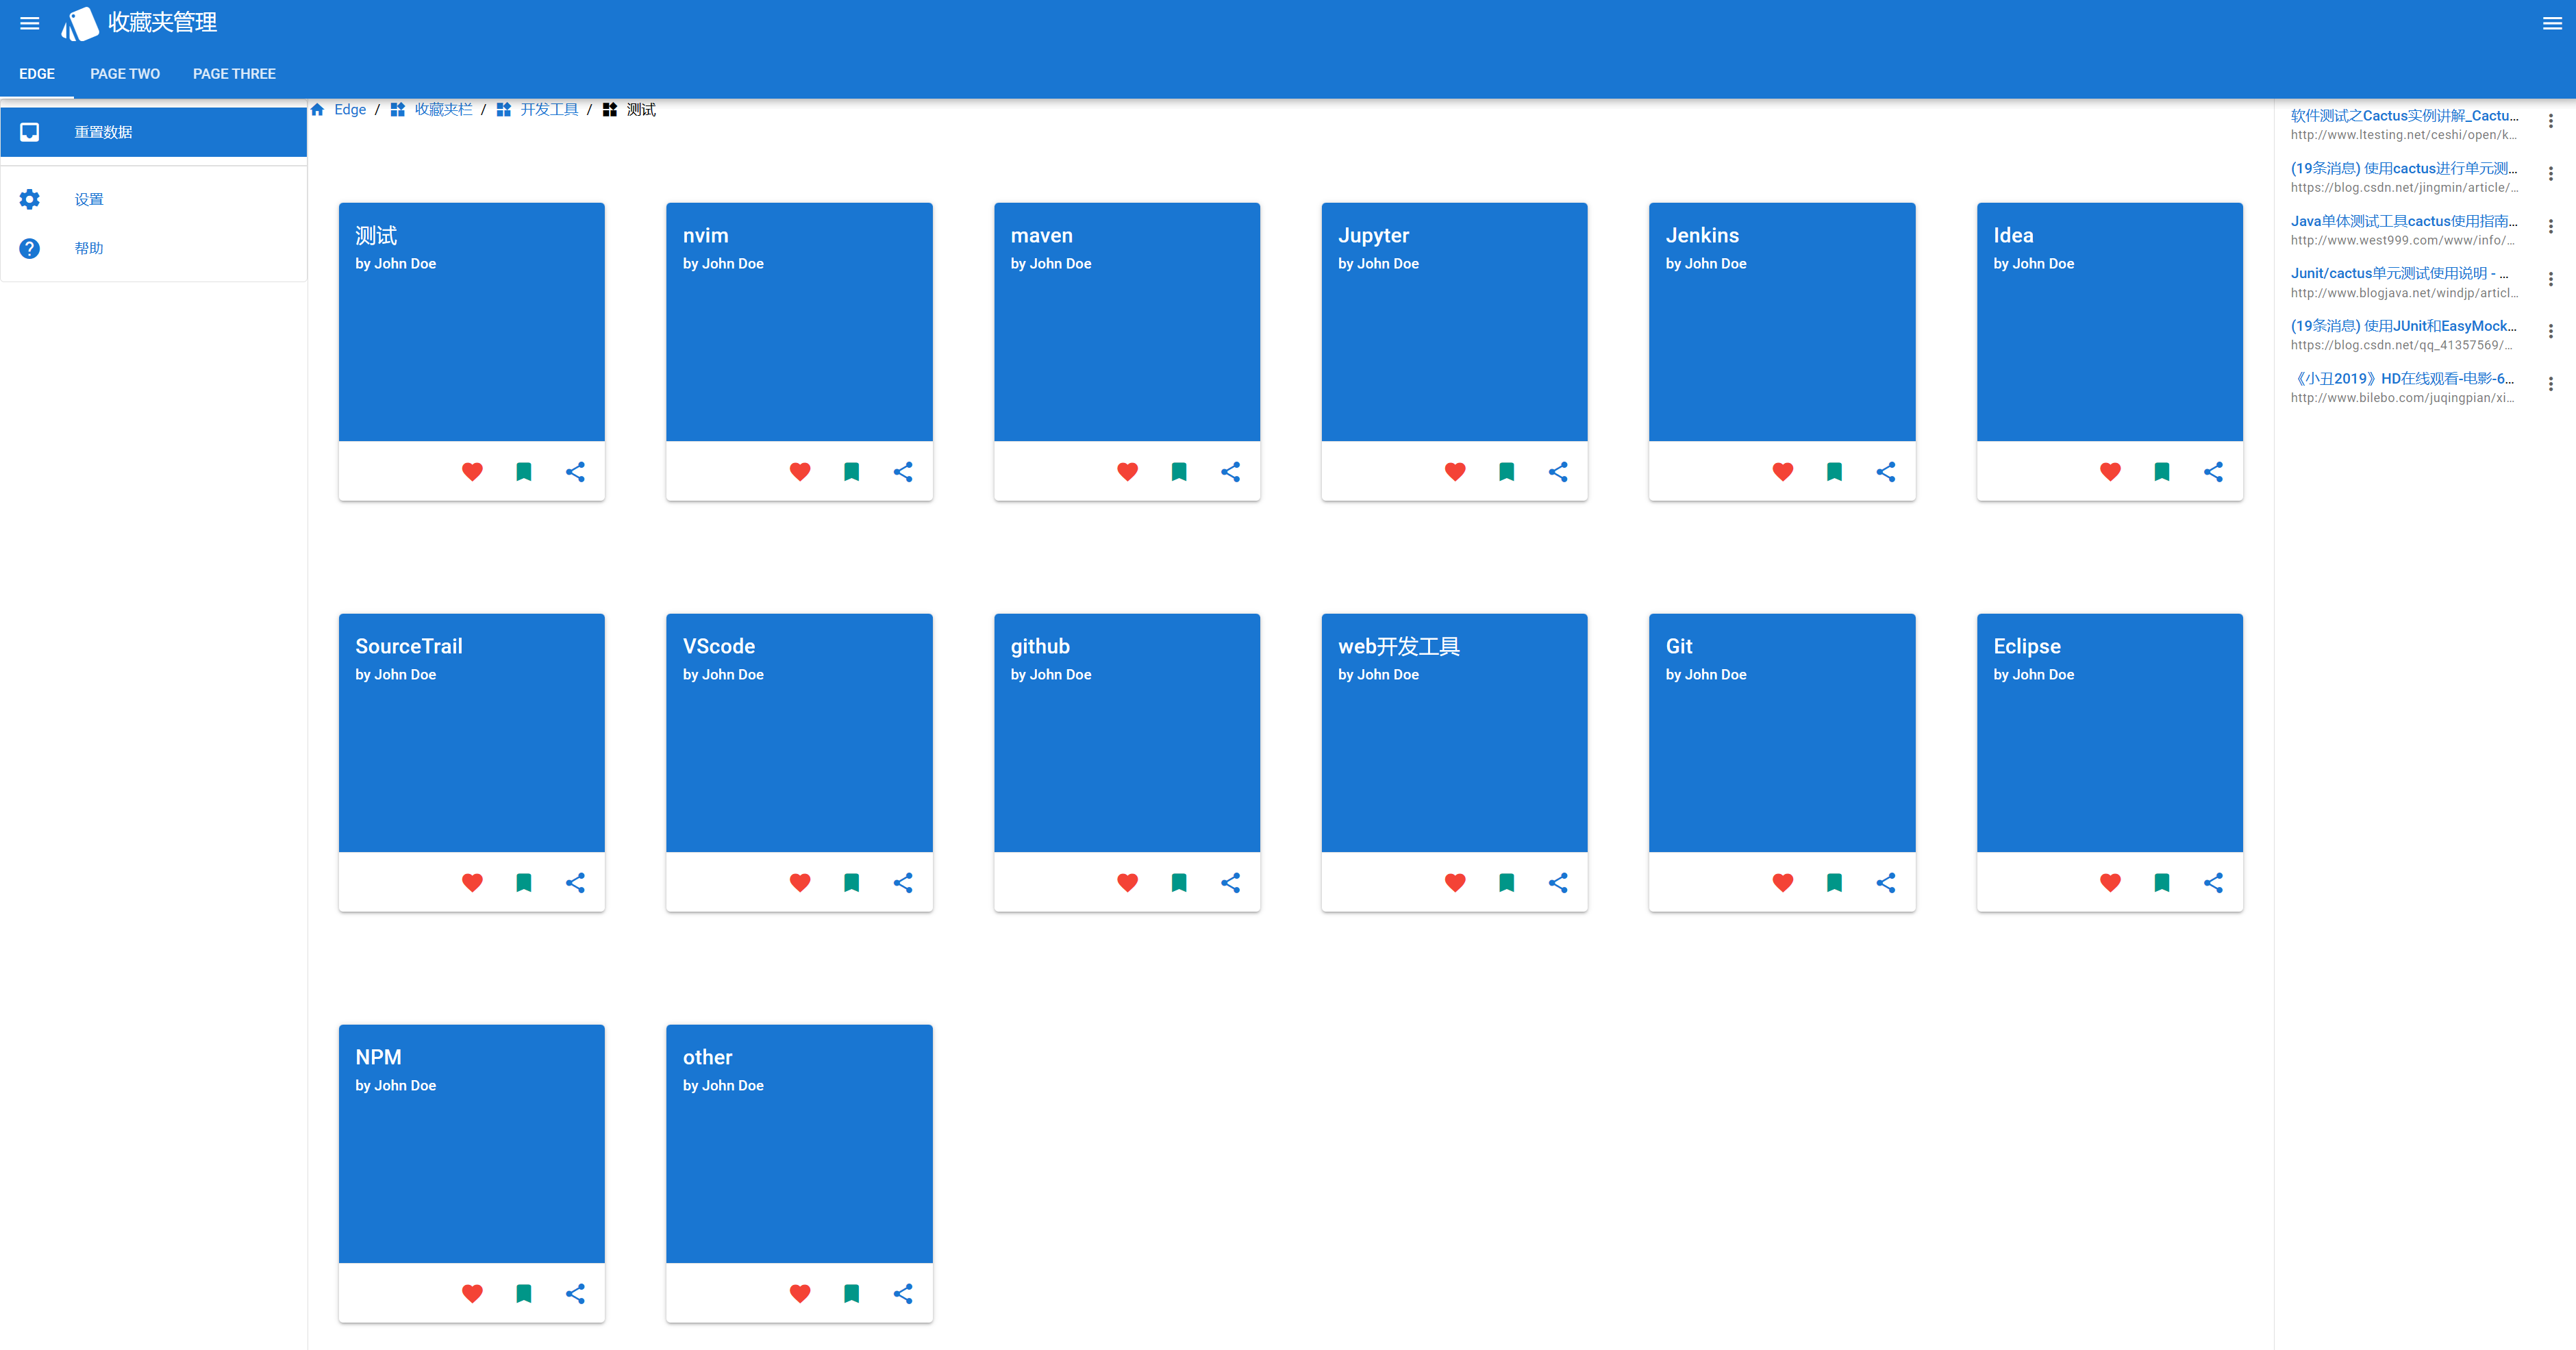 收藏夹管理
EDGE
PAGE TWO
PAGE THREE
重置数据
设置
帮助
Edge / 收藏夹栏 / 开发工具 / 测试
测试
by John Doe
nvim
by John Doe
maven
by John Doe
Jupyter
by John Doe
Jenkins
by John Doe
Idea
by John Doe
SourceTrail
by John Doe
VScode
by John Doe
github
by John Doe
web开发工具
by John Doe
Git
by John Doe
Eclipse
by John Doe
NPM
by John Doe
other
by John Doe
软件测试之Cactus实例讲解_Cactu...
http://www.ltesting.net/ceshi/open/k...
(19条消息) 使用cactus进行单元测...
https://blog.csdn.net/jingmin/article/...
Java单体测试工具cactus使用指南...
http://www.west999.com/www/info/...
Junit/cactus单元测试使用说明 - ...
http://www.blogjava.net/windjp/articl...
(19条消息) 使用JUnit和EasyMock...
https://blog.csdn.net/qq_41357569/...
《小丑2019》HD在线观看-电影-6...
http://www.bilebo.com/juqingpian/xi...